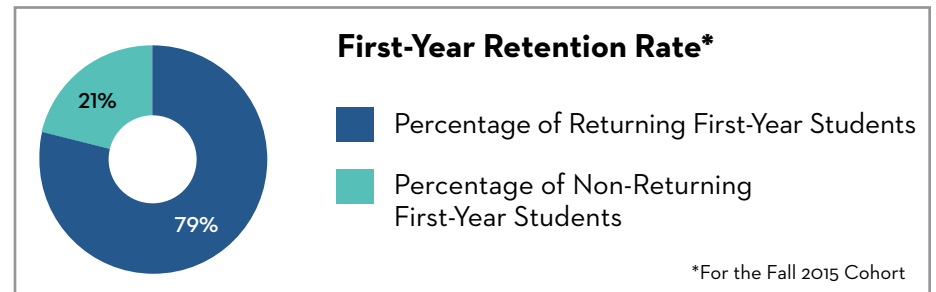 First-Year Retention Rate*
21%
79%
Percentage of Returning First-Year Students
Percentage of Non-Returning
First-Year Students
*For the Fall 2015 Cohort